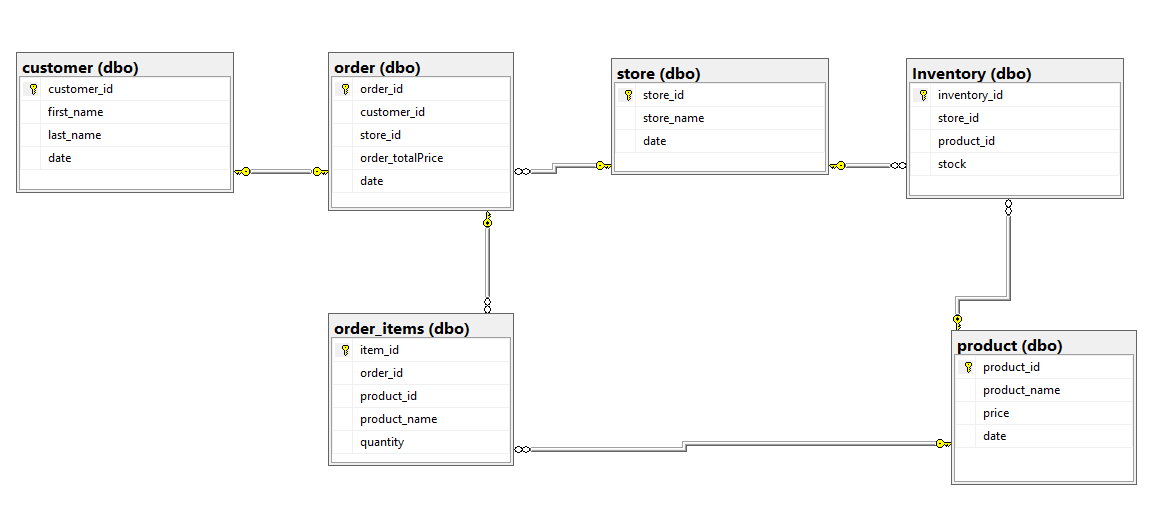 customer (dbo)
customer_id
first_name
last_name
date
order (dbo)
order_id
customer_id
store_id
order_totalPrice
date
store (dbo)
store_id
store_name
date
Inventory (dbo)
inventory_id
store_id
product_id
stock
order_items (dbo)
item_id
order_id
product_id
product_name
quantity
product (dbo)
product_id
product_name
price
date